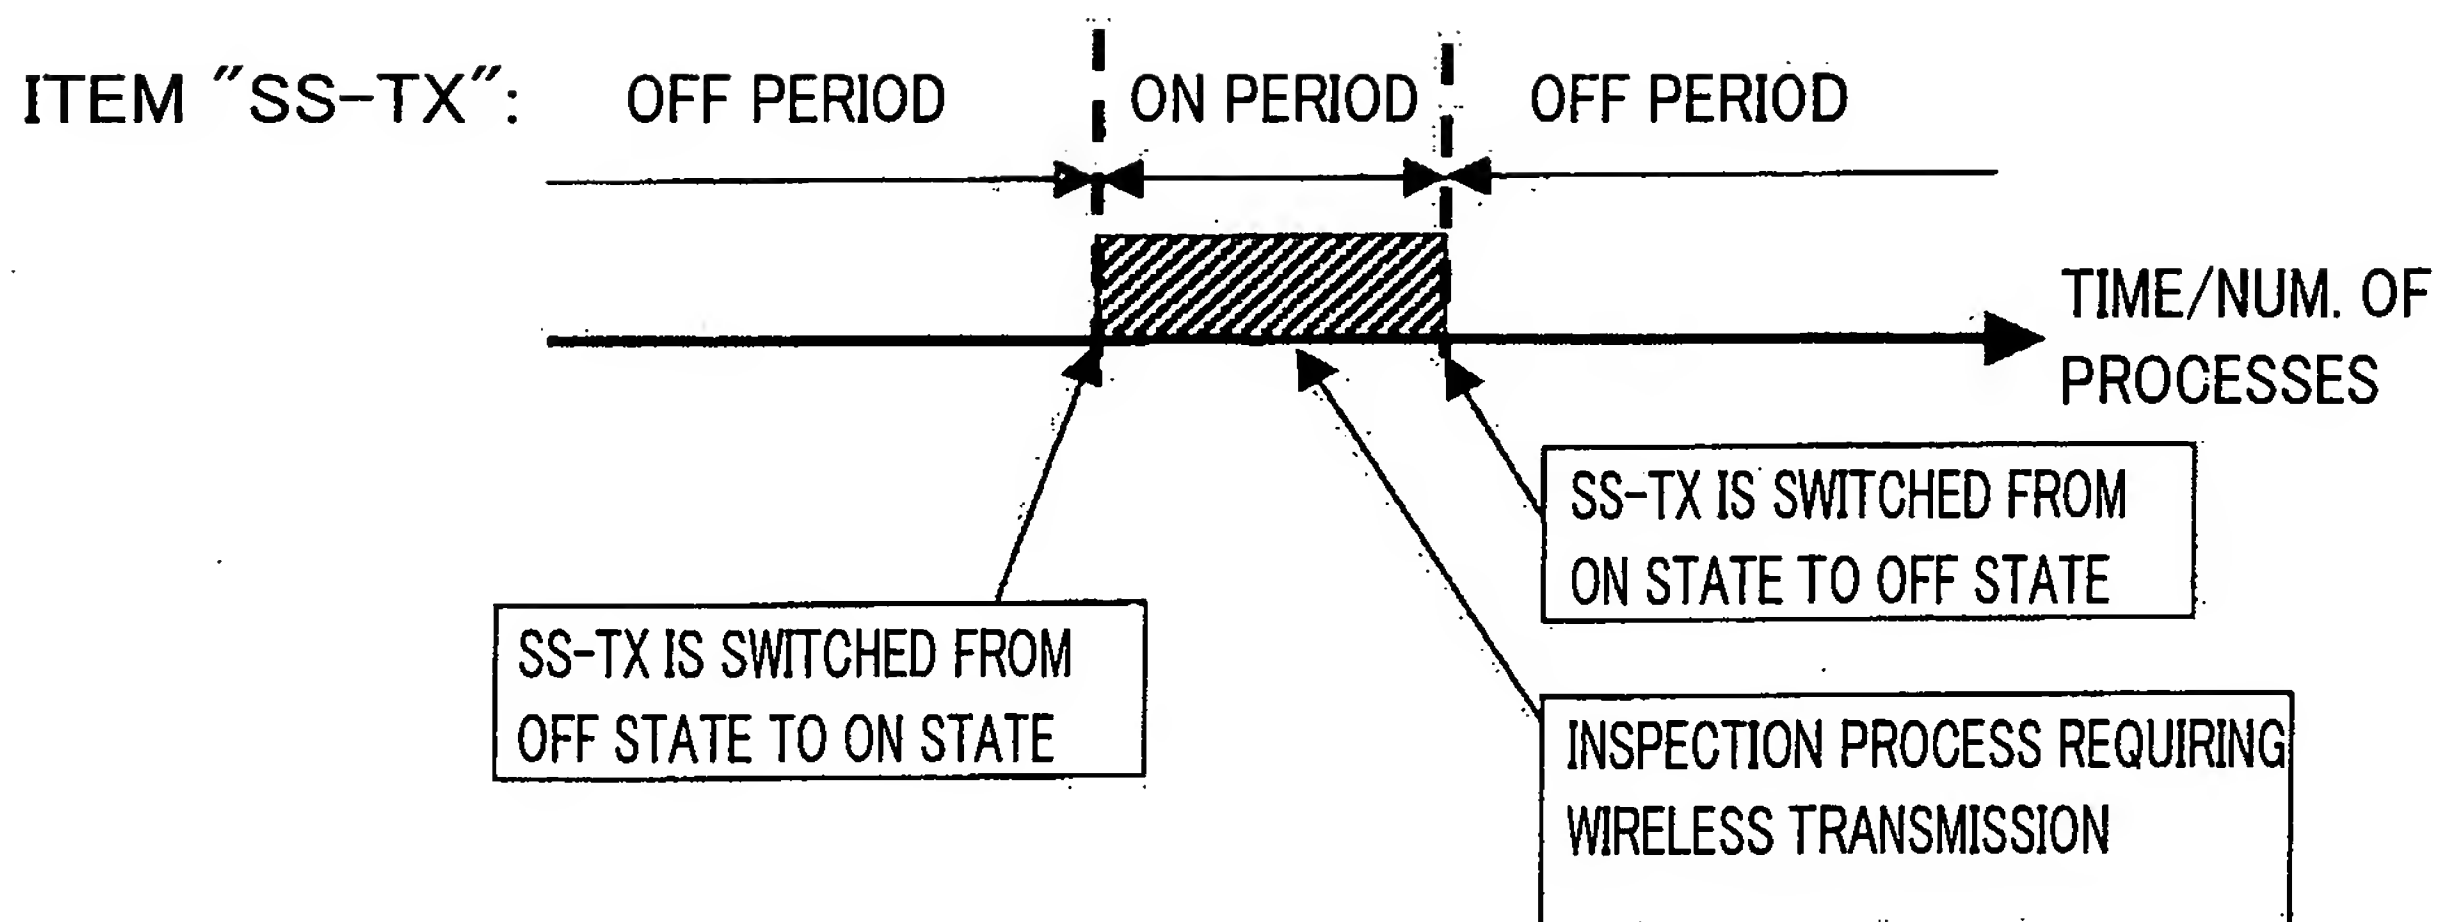 ITEM "SS-TX": OFF PERIOD ON PERIOD OFF PERIOD
TIME/NUM. OF
PROCESSES
SS-TX IS SWITCHED FROM
ON STATE TO OFF STATE
SS-TX IS SWITCHED FROM
OFF STATE TO ON STATE
INSPECTION PROCESS REQUIRING
WIRELESS TRANSMISSION